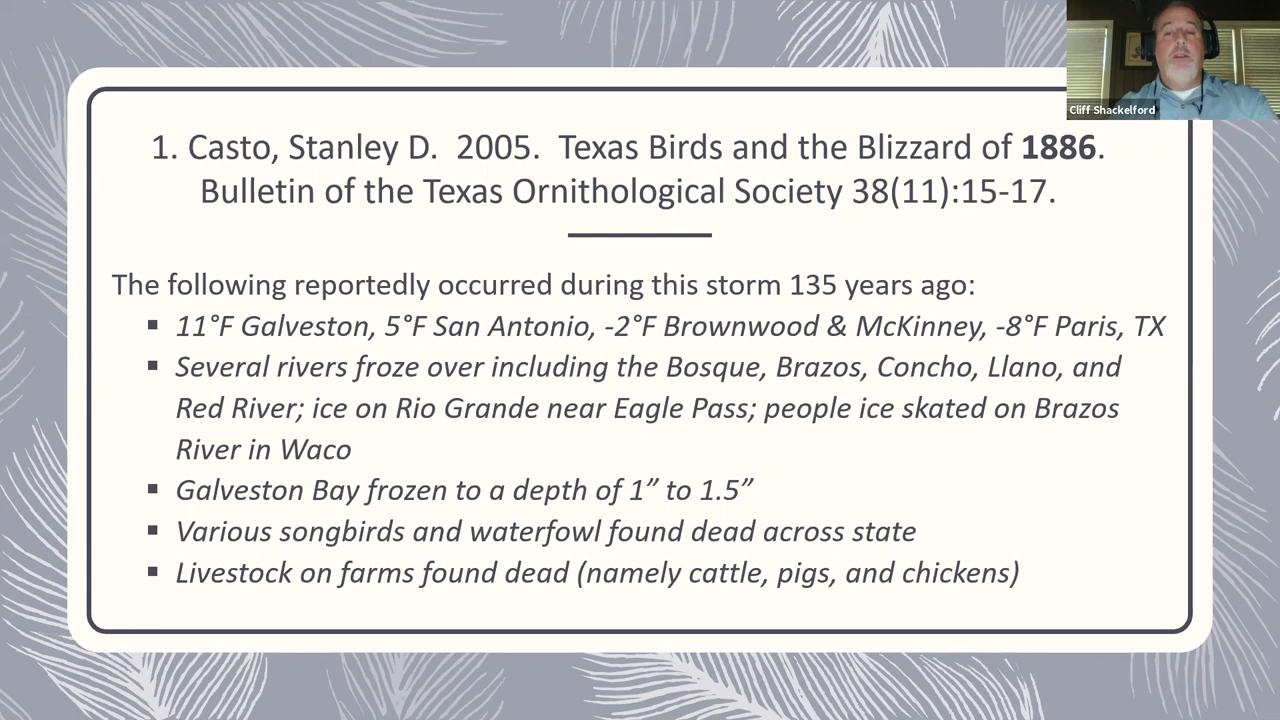 Cliff Shackelford
1. Casto, Stanley D.  2005.  Texas Birds and the Blizzard of 1886.
Bulletin of the Texas Ornithological Society 38(11):15-17.
The following reportedly occurred during this storm 135 years ago:
▪ 11°F Galveston, 5°F San Antonio, -2°F Brownwood & McKinney, -8°F Paris, TX
▪ Several rivers froze over including the Bosque, Brazos, Concho, Llano, and
Red River; ice on Rio Grande near Eagle Pass; people ice skated on Brazos
River in Waco
▪ Galveston Bay frozen to a depth of 1” to 1.5”
▪ Various songbirds and waterfowl found dead across state
▪ Livestock on farms found dead (namely cattle, pigs, and chickens)